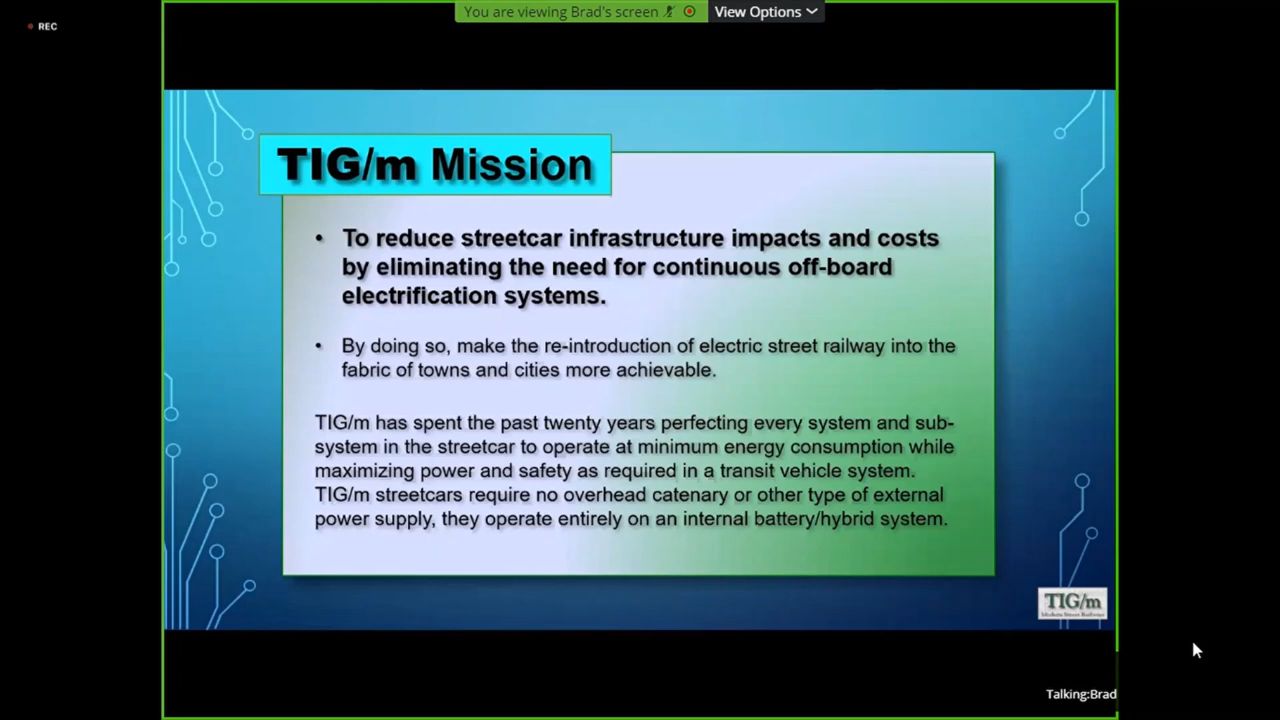 You are viewing Brad's screen
View Options
REC
TIG/m Mission
• To reduce streetcar infrastructure impacts and costs
by eliminating the need for continuous off-board
electrification systems.
• By doing so, make the re-introduction of electric street railway into the
fabric of towns and cities more achievable.
TIG/m has spent the past twenty years perfecting every system and sub-
system in the streetcar to operate at minimum energy consumption while
maximizing power and safety as required in a transit vehicle system.
TIG/m streetcars require no overhead catenary or other type of external
power supply, they operate entirely on an internal battery/hybrid system.
TIG/m
Modern Street Railways
Talking:Brad